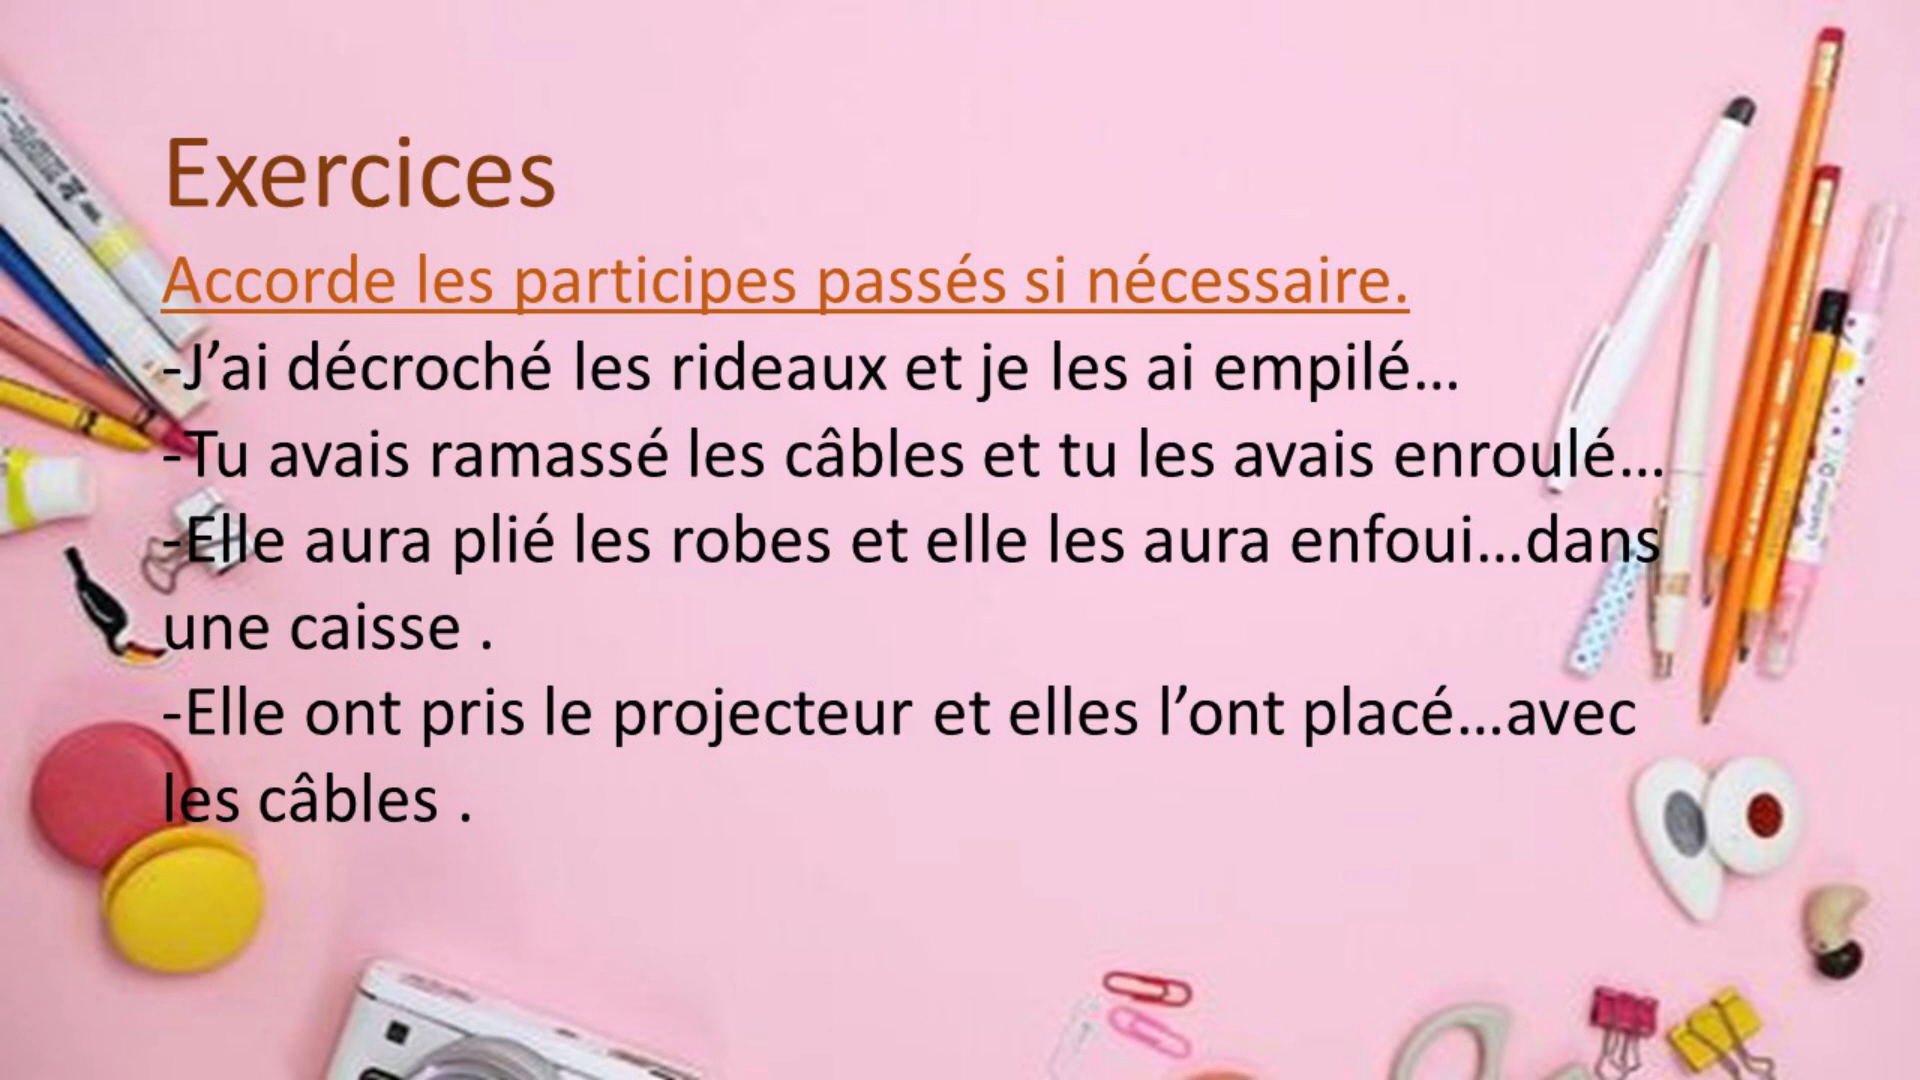 Exercices
Accorde les participes passés si nécessaire.
-J’ai décroché les rideaux et je les ai empilé...
-Tu avais ramassé les câbles et tu les avais enroulé...
-Elle aura plié les robes et elle les aura enfoui...dans
une caisse .
-Elle ont pris le projecteur et elles l’ont placé...avec
les câbles .